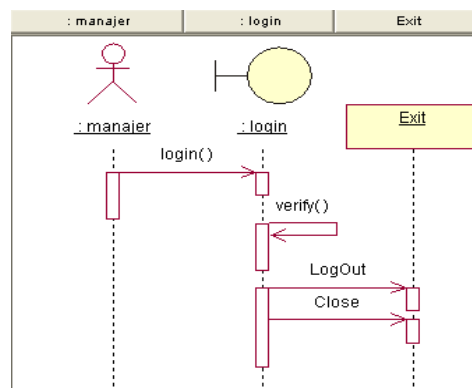 : manajer : login Exit
: manajer : login Exit
login()
verify()
LogOut
Close